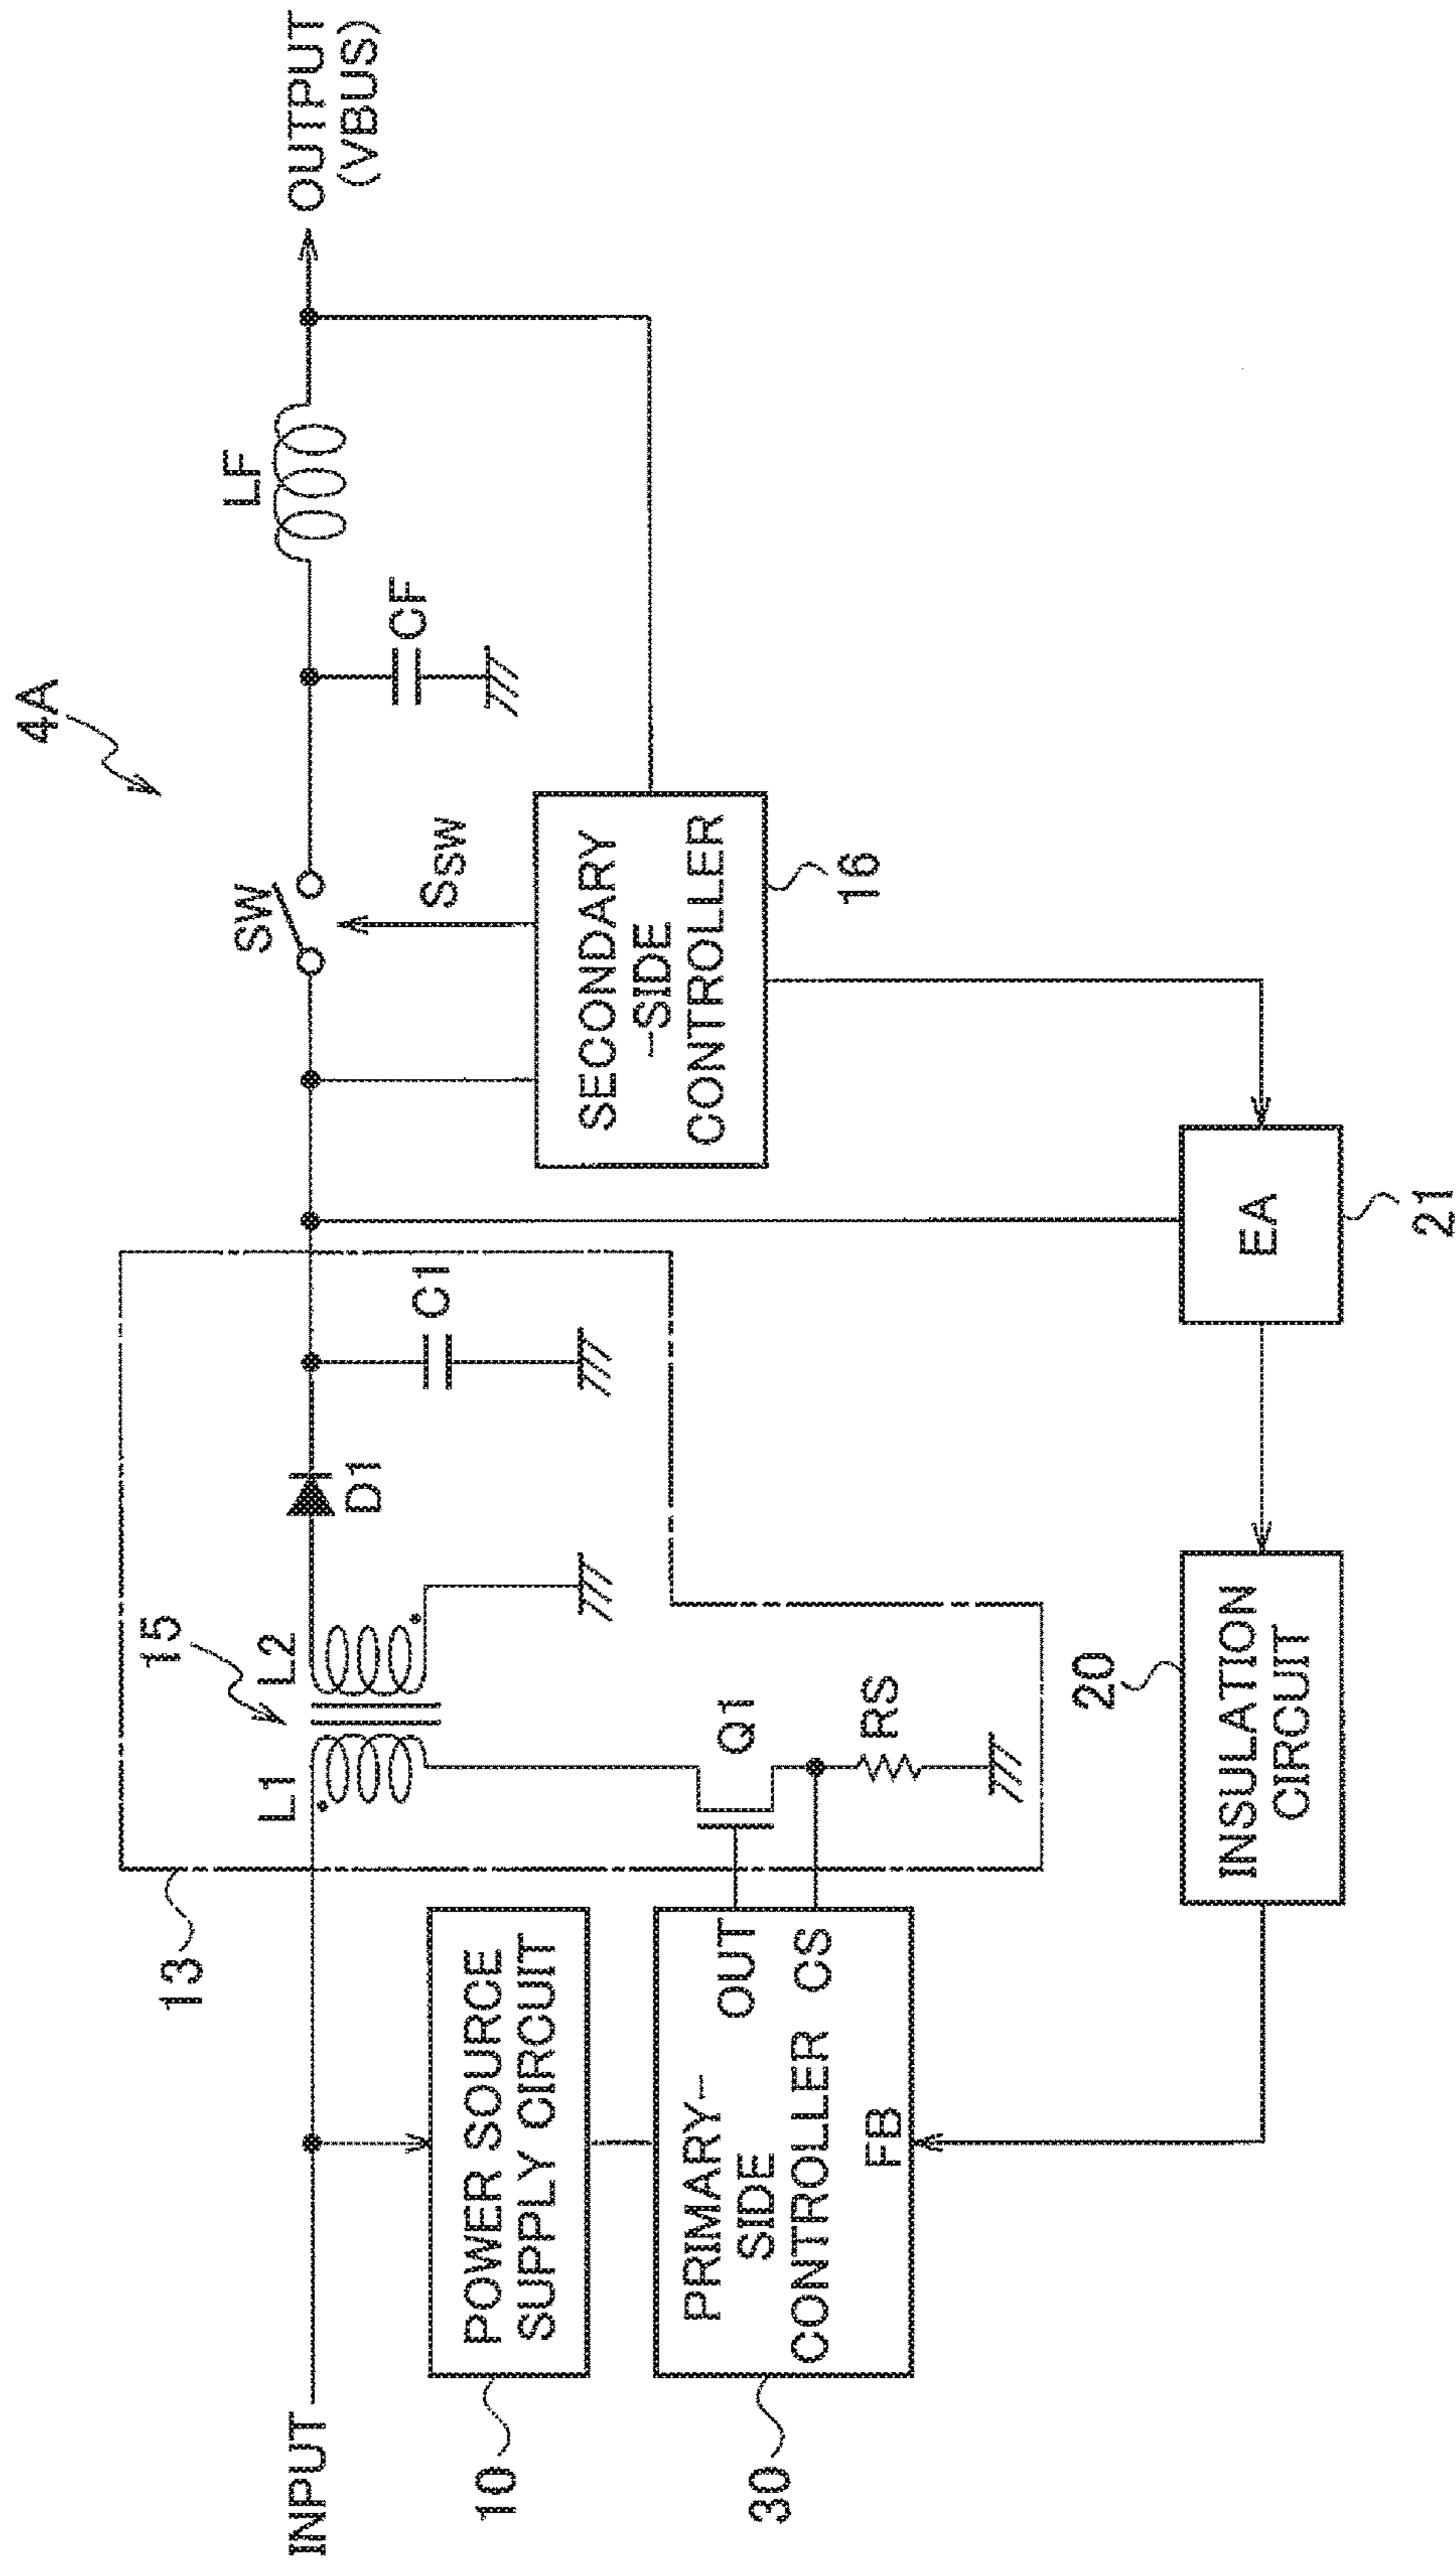 4A
INPUT
OUTPUT
(VBUS)
13
15
L1
L2
D1
C1
SW
SSW
CF
LF
10
POWER SOURCE
SUPPLY CIRCUIT
30
PRIMARY-
SIDE
CONTROLLER
OUT
CS
FB
Q1
RS
SECONDARY
-SIDE
CONTROLLER
16
20
INSULATION
CIRCUIT
EA
21